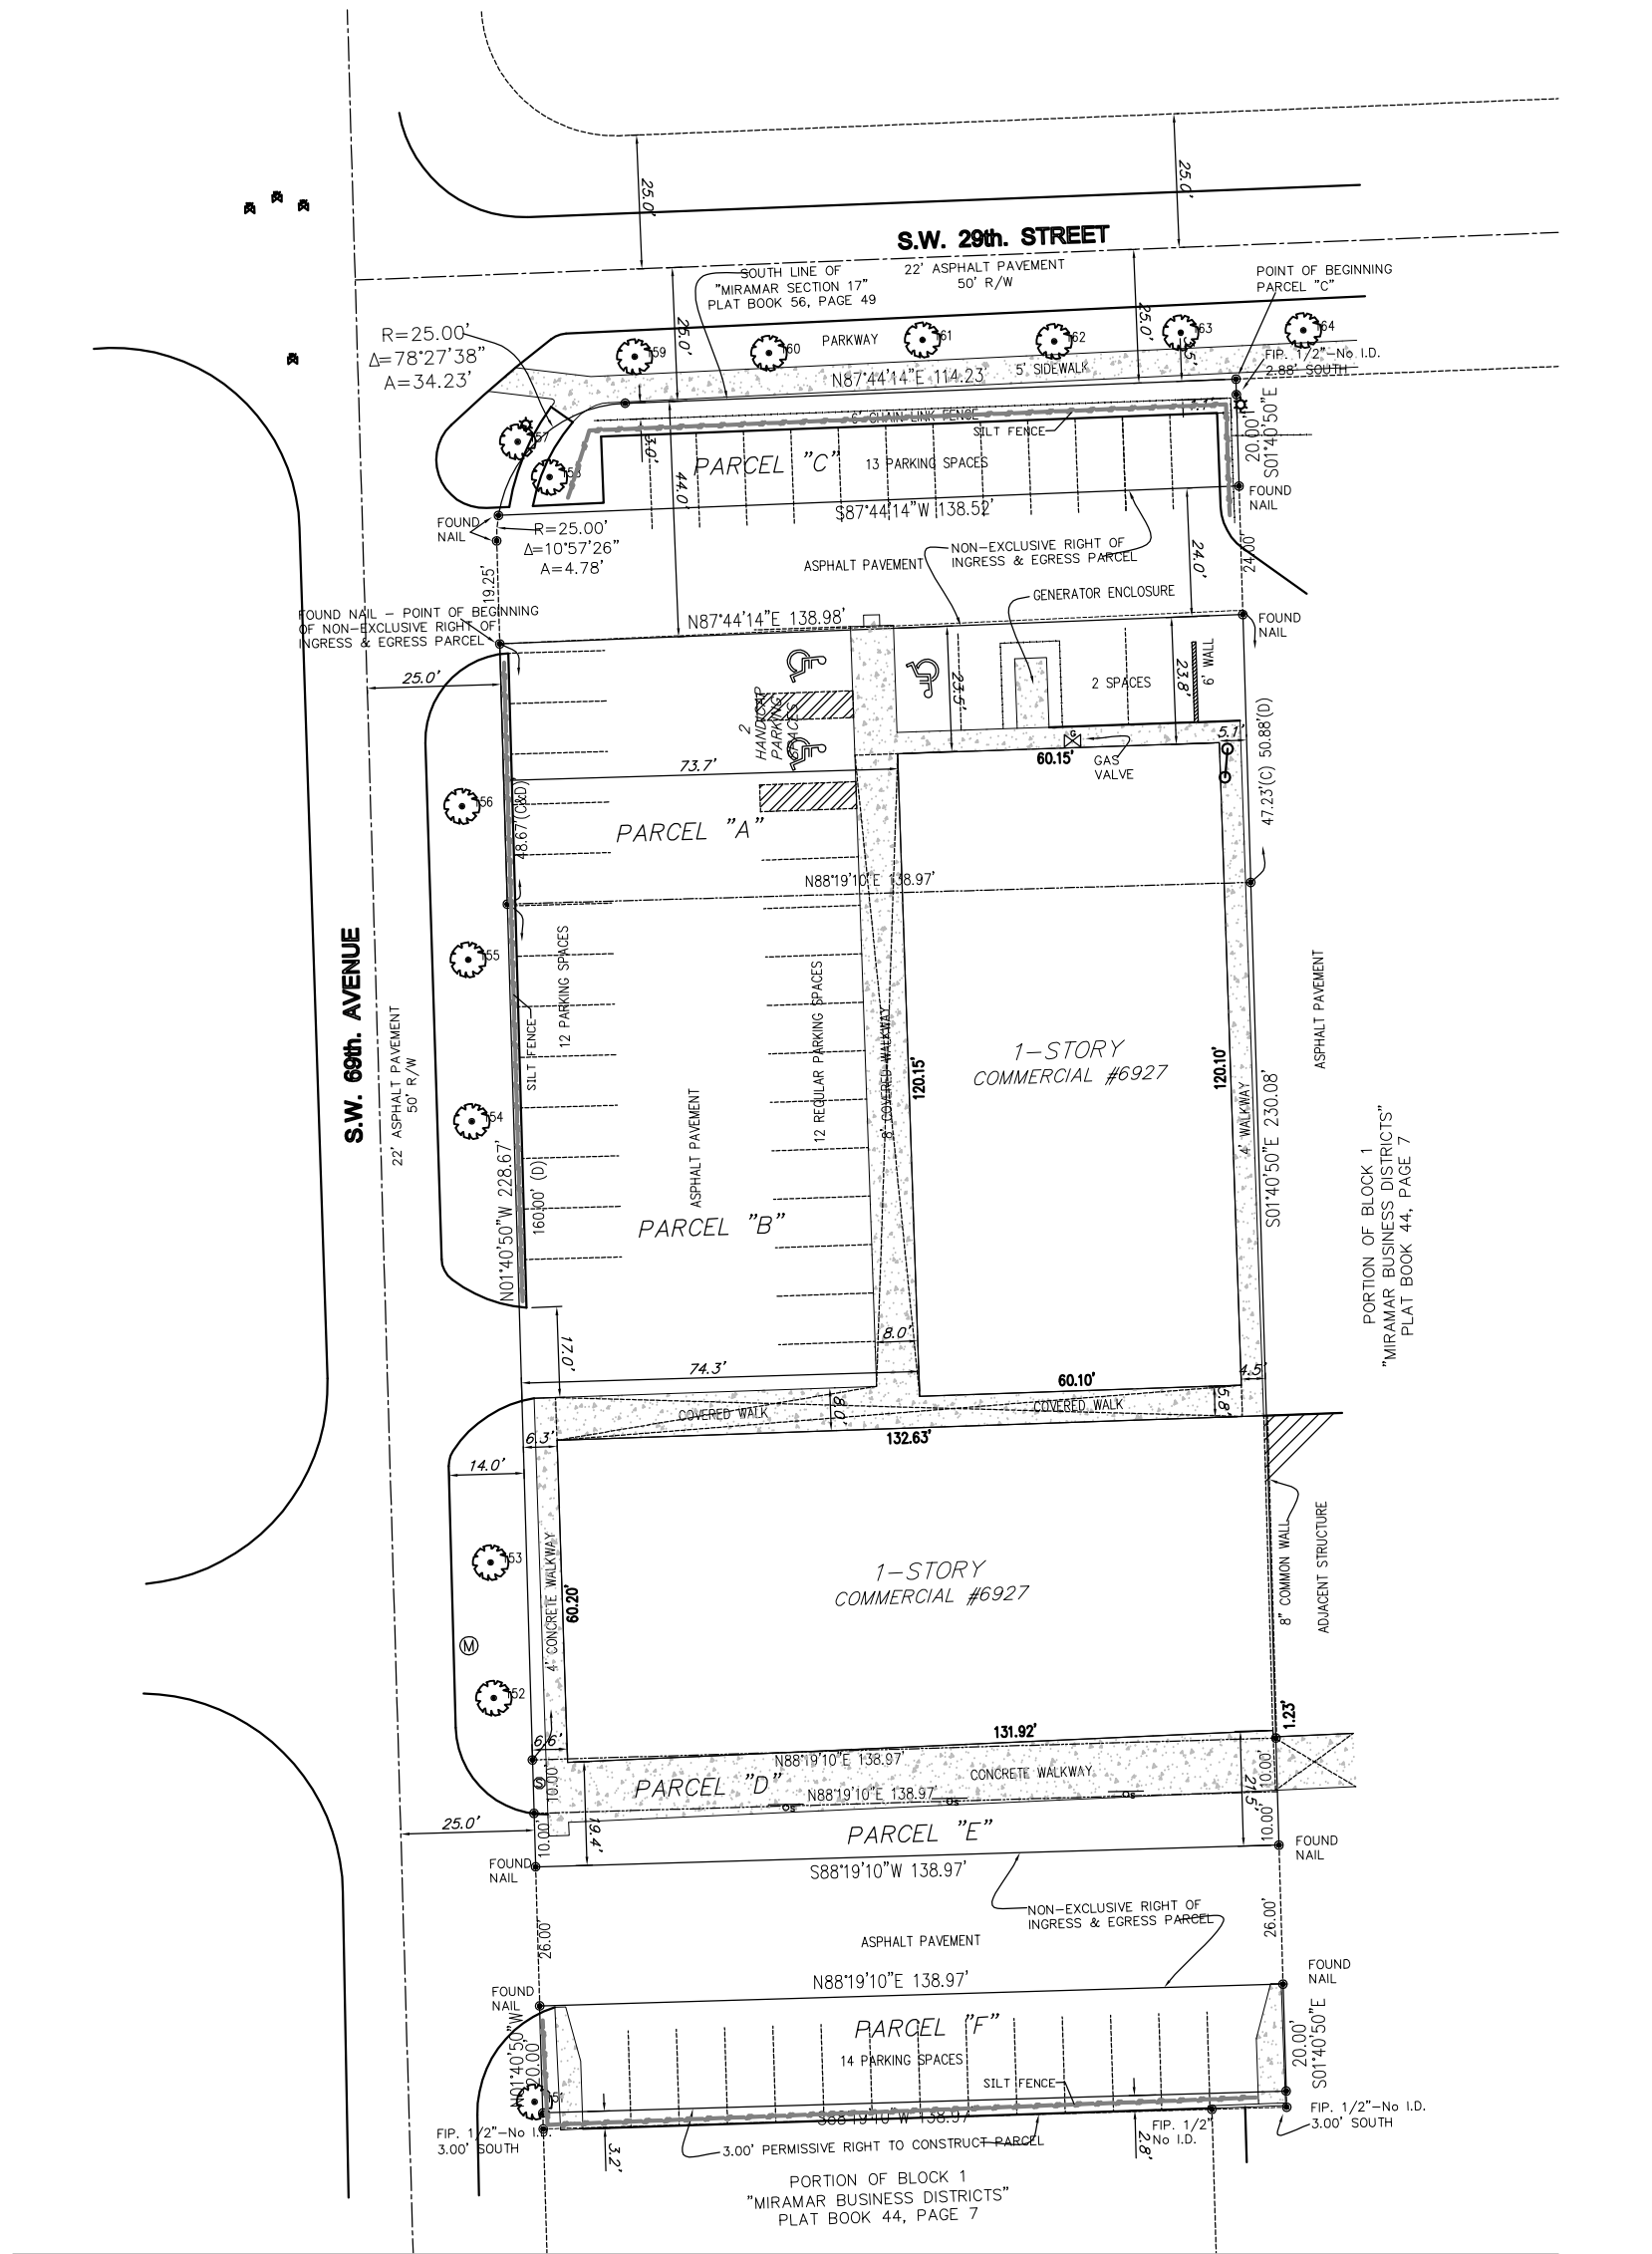 25.0'
25.0'
S.W. 29th. STREET
22' ASPHALT PAVEMENT
50' R/W
SOUTH LINE OF
"MIRAMAR SECTION 17"
PLAT BOOK 56, PAGE 49
POINT OF BEGINNING
PARCEL "C"
R=25.00'
Δ=78°27'38"
A=34.23'
25.0'
25.0'
PARKWAY
159
160
161
162
163
164
5' SIDEWALK
FIP. 1/2"-No I.D.
2.88' SOUTH
N87°44'14"E 114.23'
6' CHAIN LINK FENCE
SILT FENCE
3.0'
44.0'
PARCEL "C"
13 PARKING SPACES
20.00'
S01°40'50"E
157
FOUND
NAIL
FOUND
NAIL
S87°44'14"W 138.52'
R=25.00'
Δ=10°57'26"
A=4.78'
19.25'
ASPHALT PAVEMENT
NON-EXCLUSIVE RIGHT OF
INGRESS & EGRESS PARCEL
24.0'
24.00'
GENERATOR ENCLOSURE
FOUND NAIL - POINT OF BEGINNING
OF NON-EXCLUSIVE RIGHT OF
INGRESS & EGRESS PARCEL
N87°44'14"E 138.98'
FOUND
NAIL
25.0'
2
HANDICAP
PARKING
SPACES
23.5'
2 SPACES
23.8'
6' WALL
5.1'
G
60.15'
GAS
VALVE
73.7'
47.23'(C) 50.88'(D)
48.67'(C&D)
156
PARCEL "A"
N88°19'10"E 138.97'
S.W. 69th. AVENUE
22' ASPHALT PAVEMENT
50' R/W
155
154
SILT FENCE
12 PARKING SPACES
N01°40'50"W 228.67'
160.00' (D)
ASPHALT PAVEMENT
12 REGULAR PARKING SPACES
8' COVERED WALKWAY
120.15'
1-STORY
COMMERCIAL #6927
120.10'
4' WALKWAY
S01°40'50"E 230.08'
ASPHALT PAVEMENT
PORTION OF BLOCK 1
"MIRAMAR BUSINESS DISTRICTS"
PLAT BOOK 44, PAGE 7
PARCEL "B"
17.0'
8.0'
74.3'
60.10'
4.5'
COVERED WALK
8.0'
COVERED WALK
5.8'
6.3'
132.63'
14.0'
153
4' CONCRETE WALKWAY
60.20'
1-STORY
COMMERCIAL #6927
8" COMMON WALL
ADJACENT STRUCTURE
M
152
1.23'
6.6'
131.92'
N88°19'10"E 138.97'
S
10.00'
PARCEL "D"
CONCRETE WALKWAY
10.00'
21.5'
N88°19'10"E 138.97'
25.0'
10.00'
19.4'
PARCEL "E"
10.00'
FOUND
NAIL
FOUND
NAIL
S88°19'10"W 138.97'
26.00'
NON-EXCLUSIVE RIGHT OF
INGRESS & EGRESS PARCEL
26.00'
ASPHALT PAVEMENT
FOUND
NAIL
N88°19'10"E 138.97'
FOUND
NAIL
N01°40'50"W
20.00'
PARCEL "F"
14 PARKING SPACES
20.00'
S01°40'50"E
SILT FENCE
151
S88°19'10"W 138.97'
FIP. 1/2"-No I.D.
3.00' SOUTH
FIP. 1/2"
No I.D.
FIP. 1/2"-No I.D.
3.00' SOUTH
3.00' PERMISSIVE RIGHT TO CONSTRUCT PARCEL
3.2'
2.8'
PORTION OF BLOCK 1
"MIRAMAR BUSINESS DISTRICTS"
PLAT BOOK 44, PAGE 7